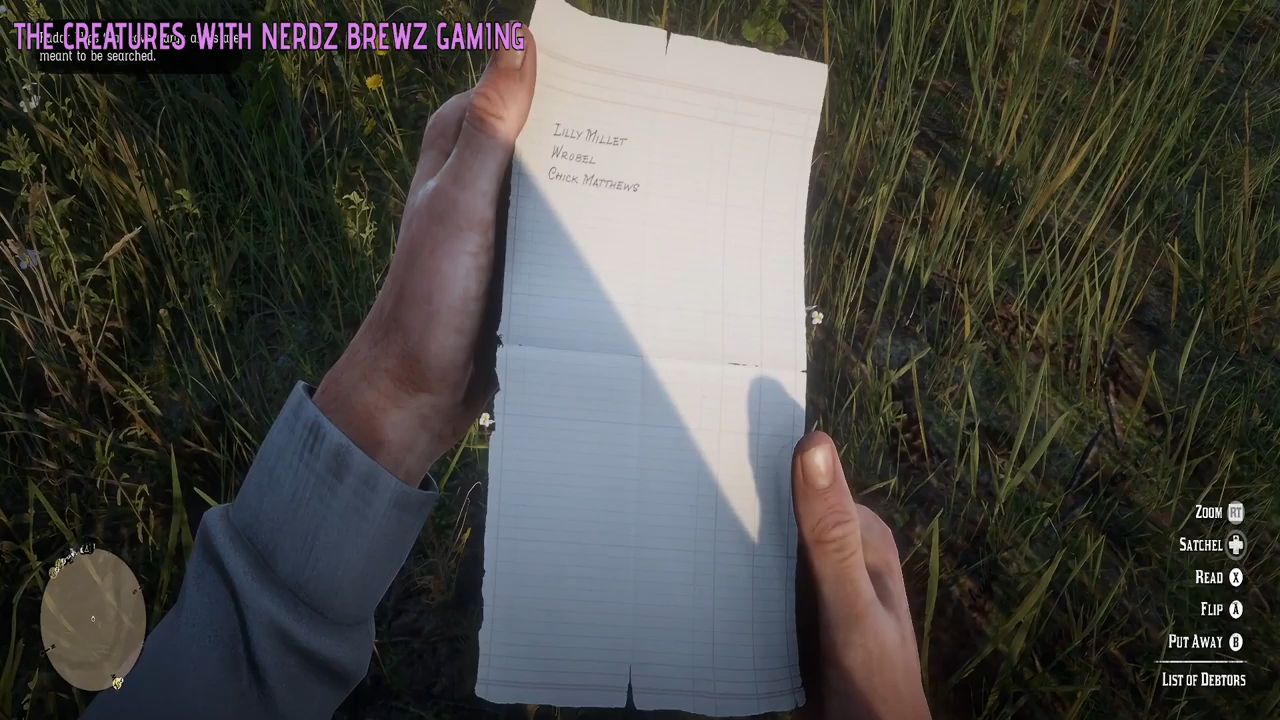 THE CREATURES WITH NERDZ BREWZ GAMING
meant to be searched.
LILLY MILLET
WROBEL
CHICK MATTHEWS
ZOOM RT
SATCHEL
READ X
FLIP A
PUT AWAY B
LIST OF DEBTORS